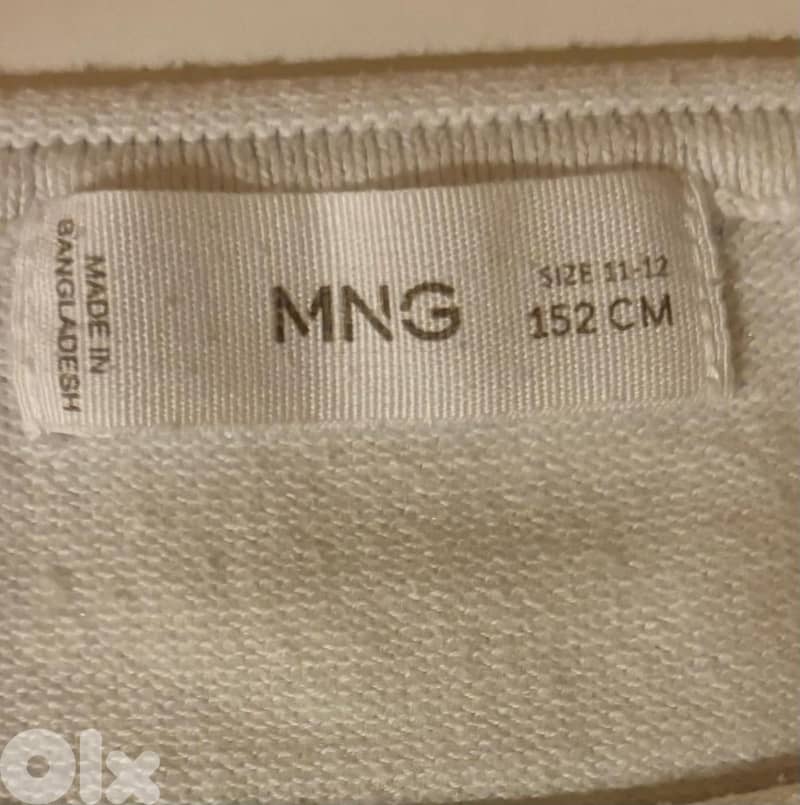 MADE IN
BANGLADESH
MNG
SIZE 11-12
152 CM
Olx